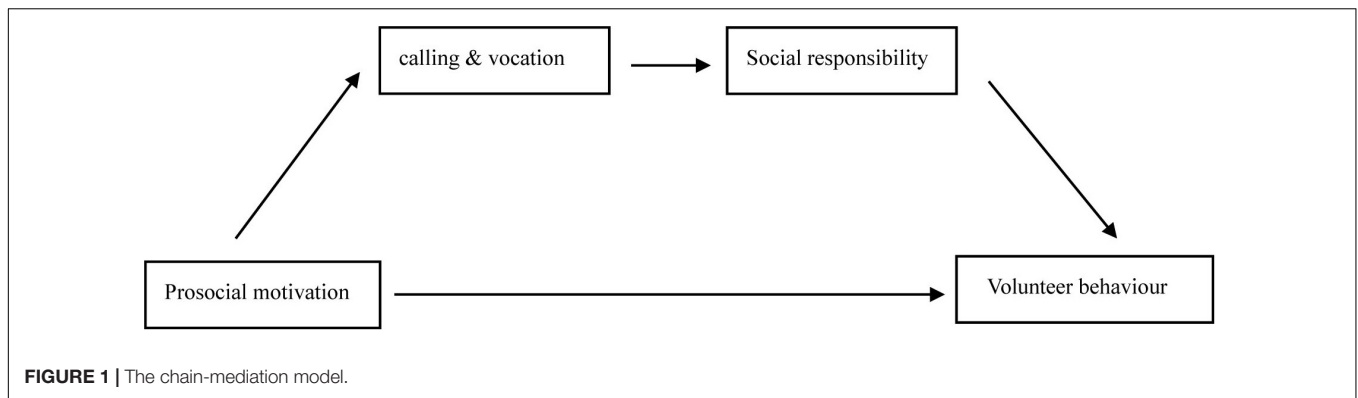 calling & vocation
Social responsibility
Prosocial motivation
Volunteer behaviour
FIGURE 1 | The chain-mediation model.